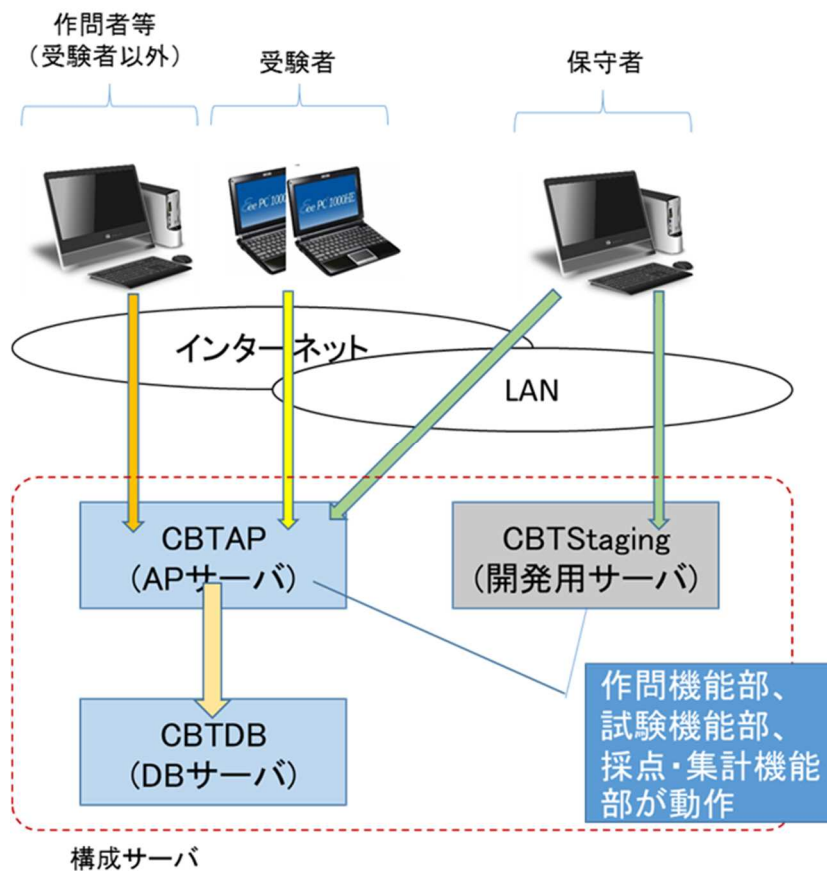 作問者等
（受験者以外）
受験者
保守者
Eee PC 1000HE
Eee PC 1000HE
インターネット
LAN
CBTAP
（APサーバ）
CBTStaging
（開発用サーバ）
CBTDB
（DBサーバ）
作問機能部、
試験機能部、
採点・集計機能
部が動作
構成サーバ